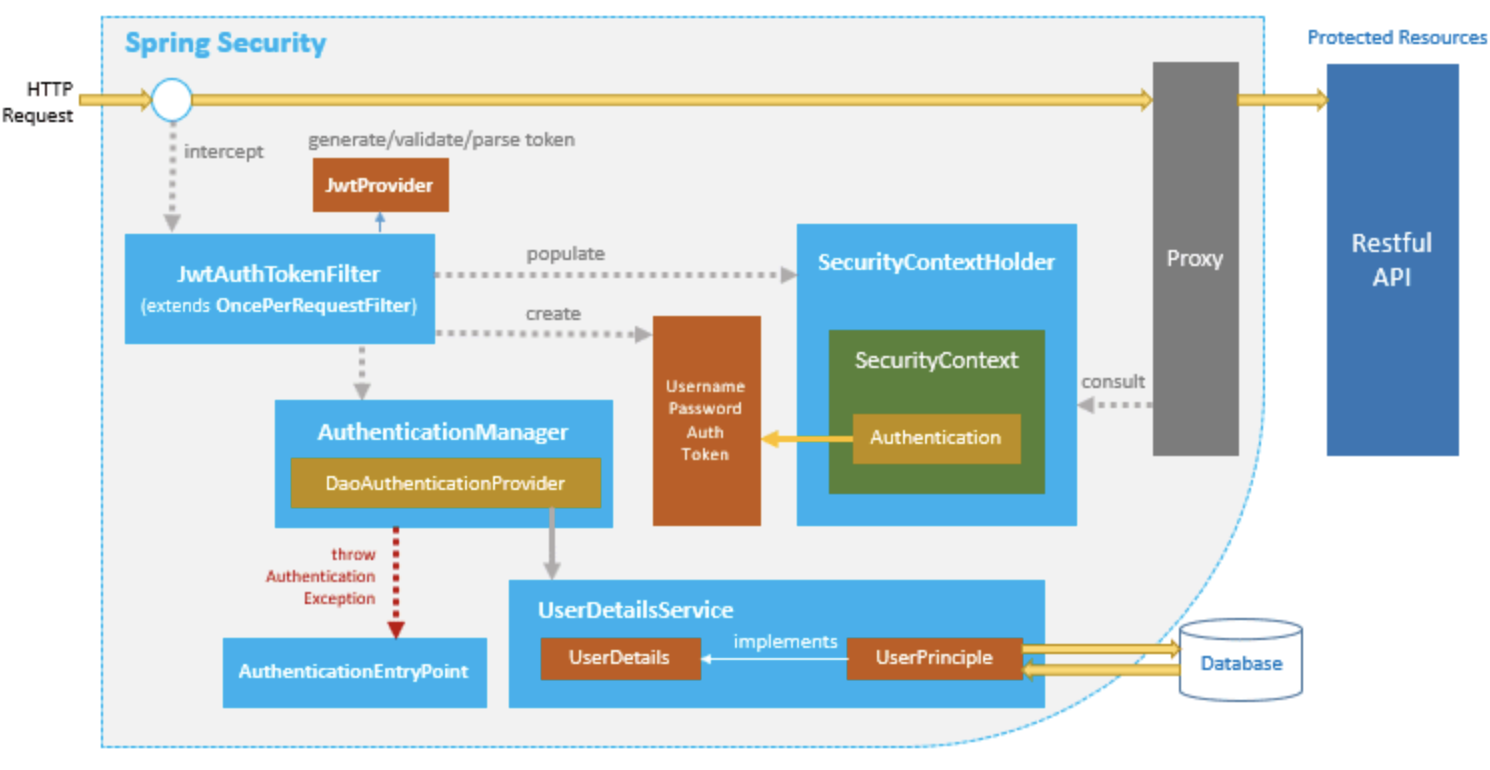 Spring Security
Protected Resources
HTTP
Request
intercept
generate/validate/parse token
JwtProvider
JwtAuthTokenFilter
(extends OncePerRequestFilter)
populate
create
SecurityContextHolder
SecurityContext
Authentication
Username
Password
Auth
Token
consult
Proxy
Restful
API
AuthenticationManager
DaoAuthenticationProvider
throw
Authentication
Exception
AuthenticationEntryPoint
UserDetailsService
UserDetails
implements
UserPrinciple
Database